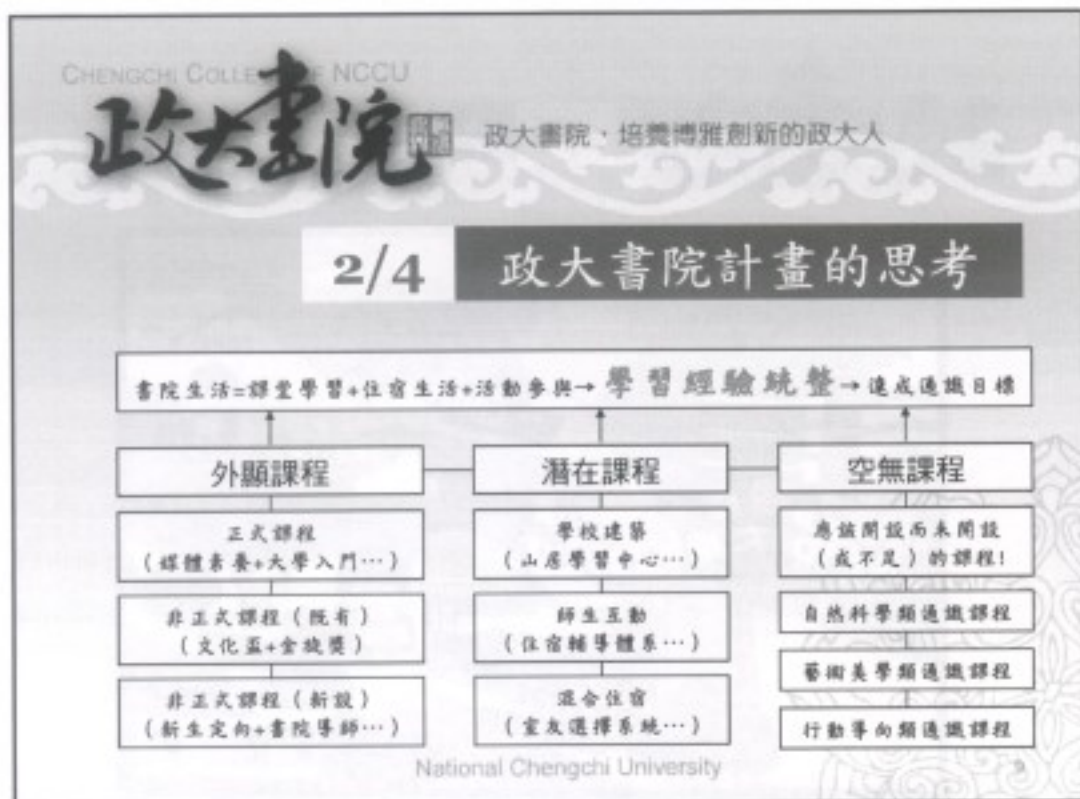 CHENGCHI COLLEGE OF NCCU
政大書院
政大書院,培養博雅創新的政大人
2/4
政大書院計畫的思考
書院生活=課堂學習+住宿生活+活動參與→學習經驗統整→達成通識目標
外顯課程
潛在課程
空無課程
正式課程
(媒體素養+大學入門…)
學校建築
(山居學習中心…)
應該開設而未開設
(或不足)的課程!
非正式課程(既有)
(文化盃+金旋獎)
師生互動
(住宿輔導體系…)
自然科學類通識課程
藝術美學類通識課程
非正式課程(新設)
(新生定向+書院導師…)
混合住宿
(室友選擇系統…)
行動導向類通識課程
National Chengchi University
9